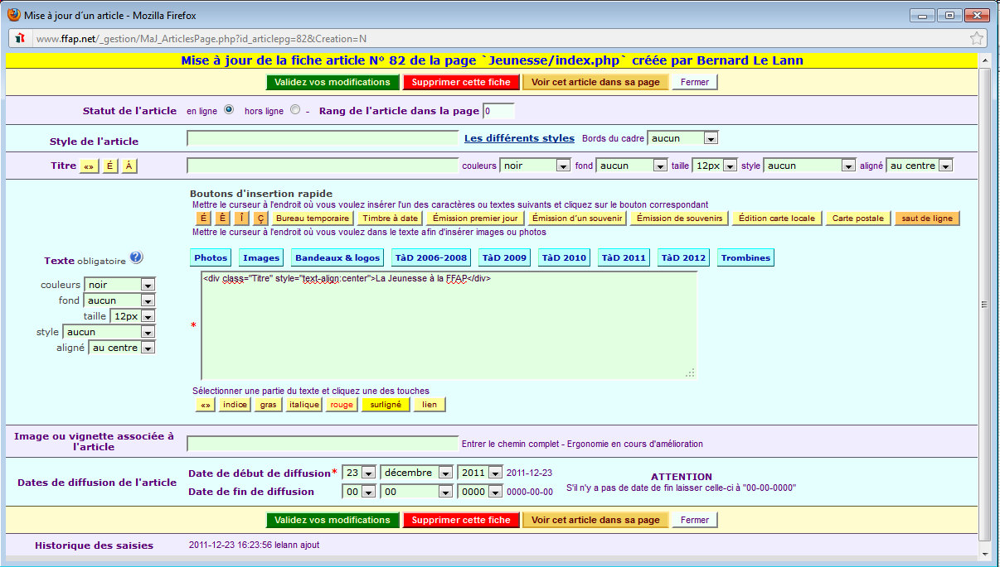 Mise à jour d´un article - Mozilla Firefox
www.ffap.net/_gestion/MaJ_ArticlesPage.php?id_articlepg=82&Creation=N
Mise à jour de la fiche article N° 82 de la page `Jeunesse/index.php` créée par Bernard Le Lann
Validez vos modifications Supprimer cette fiche Voir cet article dans sa page Fermer
Statut de l'article en ligne hors ligne - Rang de l'article dans la page 0
Style de l'article Les différents styles Bords du cadre aucun
Titre «» É À couleurs noir fond aucun taille 12px style aucun aligné au centre
Boutons d'insertion rapide
Mettre le curseur à l'endroit où vous voulez insérer l'un des caractères ou textes suivants et cliquez sur le bouton correspondant
É Ê Î Ç Bureau temporaire Timbre à date Émission premier jour Émission d'un souvenir Émission de souvenirs Édition carte locale Carte postale saut de ligne
Mettre le curseur à l'endroit où vous voulez dans le texte afin d'insérer images ou photos
Texte obligatoire ?
Photos Images Bandeaux & logos TàD 2006-2008 TàD 2009 TàD 2010 TàD 2011 TàD 2012 Trombines
couleurs noir
fond aucun
taille 12px
style aucun
aligné au centre
* <div class="Titre" style="text-align:center">La Jeunesse à la FFAP</div>
Sélectionner une partie du texte et cliquez une des touches
«» indice gras italique rouge surligné lien
Image ou vignette associée à
l'article
Entrer le chemin complet - Ergonomie en cours d'amélioration
Dates de diffusion de l'article
Date de début de diffusion* 23 décembre 2011 2011-12-23
Date de fin de diffusion 00 00 0000 0000-00-00
ATTENTION
S'il n'y a pas de date de fin laisser celle-ci à "00-00-0000"
Validez vos modifications Supprimer cette fiche Voir cet article dans sa page Fermer
Historique des saisies 2011-12-23 16:23:56 lelann ajout